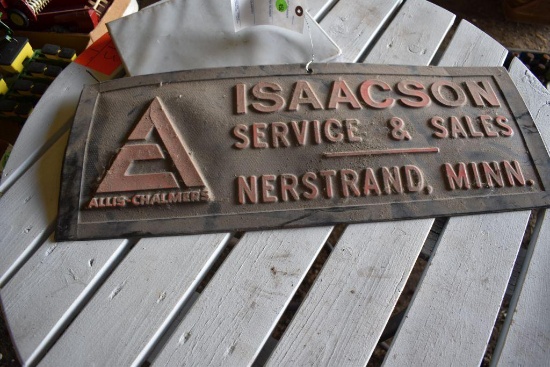 ISAACSON
SERVICE & SALES
NERSTRAND, MINN.
ALLIS-CHALMERS